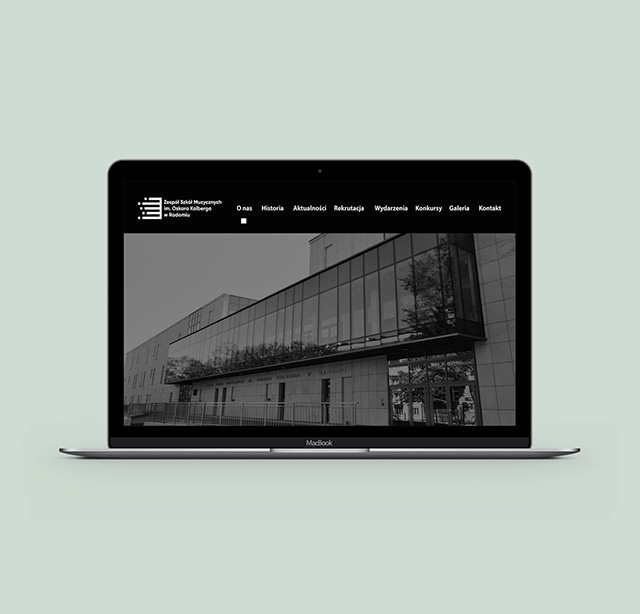 Zespół Szkół Muzycznych
im. Oskara Kolberga
w Radomiu
O nas Historia Aktualności Rekrutacja Wydarzenia Konkursy Galeria Kontakt
MacBook